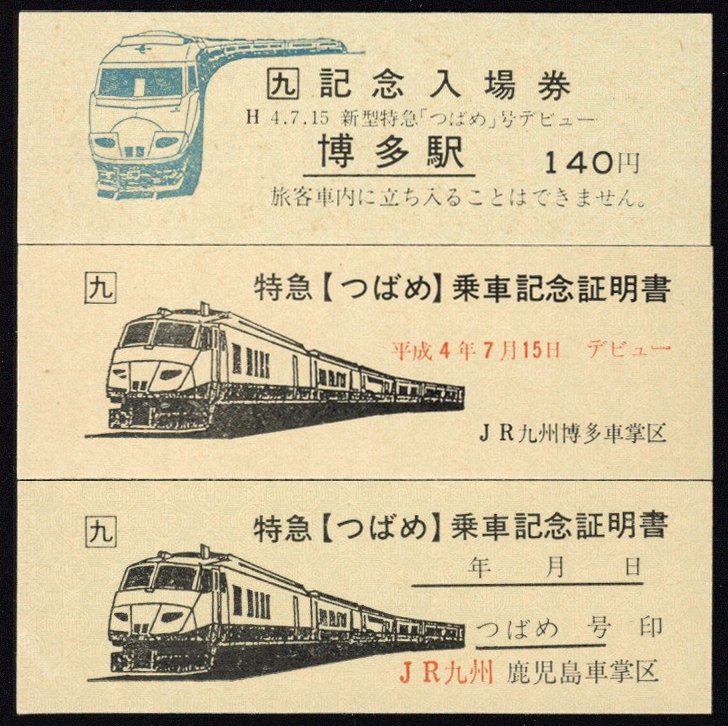 九 記念入場券
H 4.7.15 新型特急「つばめ」号デビュー
博多駅 140円
旅客車内に立ち入ることはできません。
九 特急【つばめ】乗車記念証明書
平成4年7月15日 デビュー
JR九州博多車掌区
九 特急【つばめ】乗車記念証明書
年 月 日
つばめ 号 印
JR九州 鹿児島車掌区